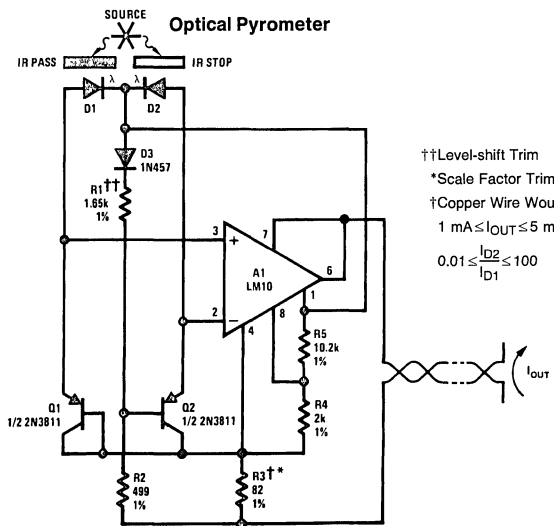 SOURCE
Optical Pyrometer
IR PASS
IR STOP
λ λ
D1
D2
D3
1N457
R1††
1.65k
1%
††Level-shift Trim
*Scale Factor Trim
†Copper Wire Wou
1 mA≤IOUT≤5 m
0.01≤ID2/ID1≤100
3
+
7
A1
LM10
6
1
2
−
4
8
R5
10.2k
1%
R4
2k
1%
IOUT
Q1
1/2 2N3811
Q2
1/2 2N3811
R2
499
1%
R3†*
82
1%